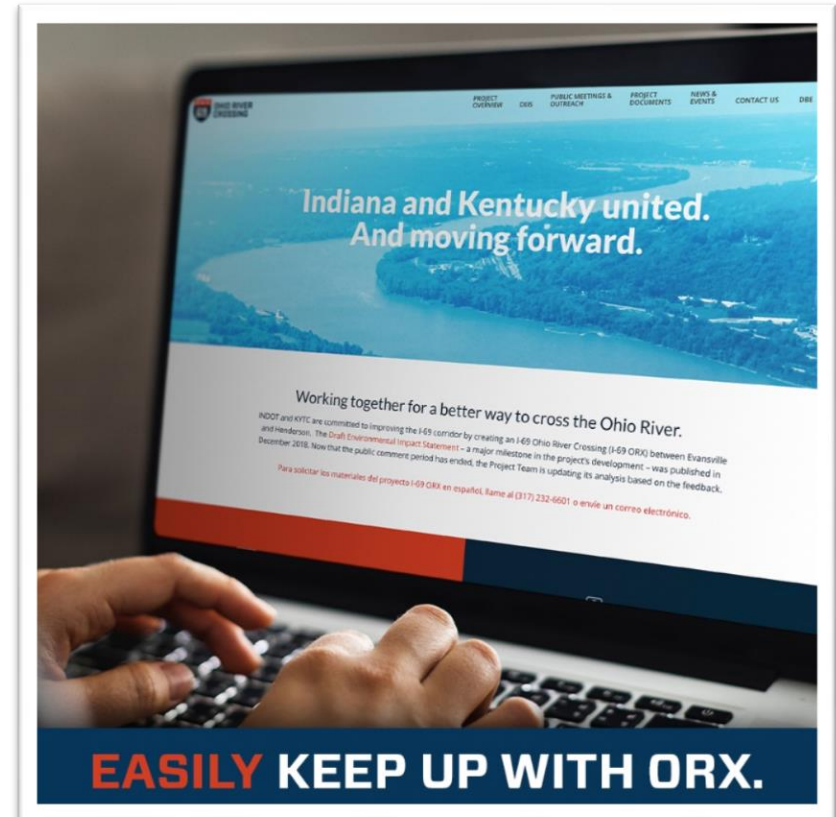 OHIO RIVER
CROSSING
PROJECT
OVERVIEW
DEIS
PUBLIC MEETINGS &
OUTREACH
PROJECT
DOCUMENTS
NEWS &
EVENTS
CONTACT US
DBE
Indiana and Kentucky united.
And moving forward.
Working together for a better way to cross the Ohio River.
INDOT and KYTC are committed to improving the I-69 corridor by creating an I-69 Ohio River Crossing (I-69 ORX) between Evansville
and Henderson. The Draft Environmental Impact Statement – a major milestone in the project's development – was published in
December 2018. Now that the public comment period has ended, the Project Team is updating its analysis based on the feedback.
Para solicitar los materiales del proyecto I-69 ORX en español, llame al (317) 232-6601 o envíe un correo electrónico.
EASILY KEEP UP WITH ORX.